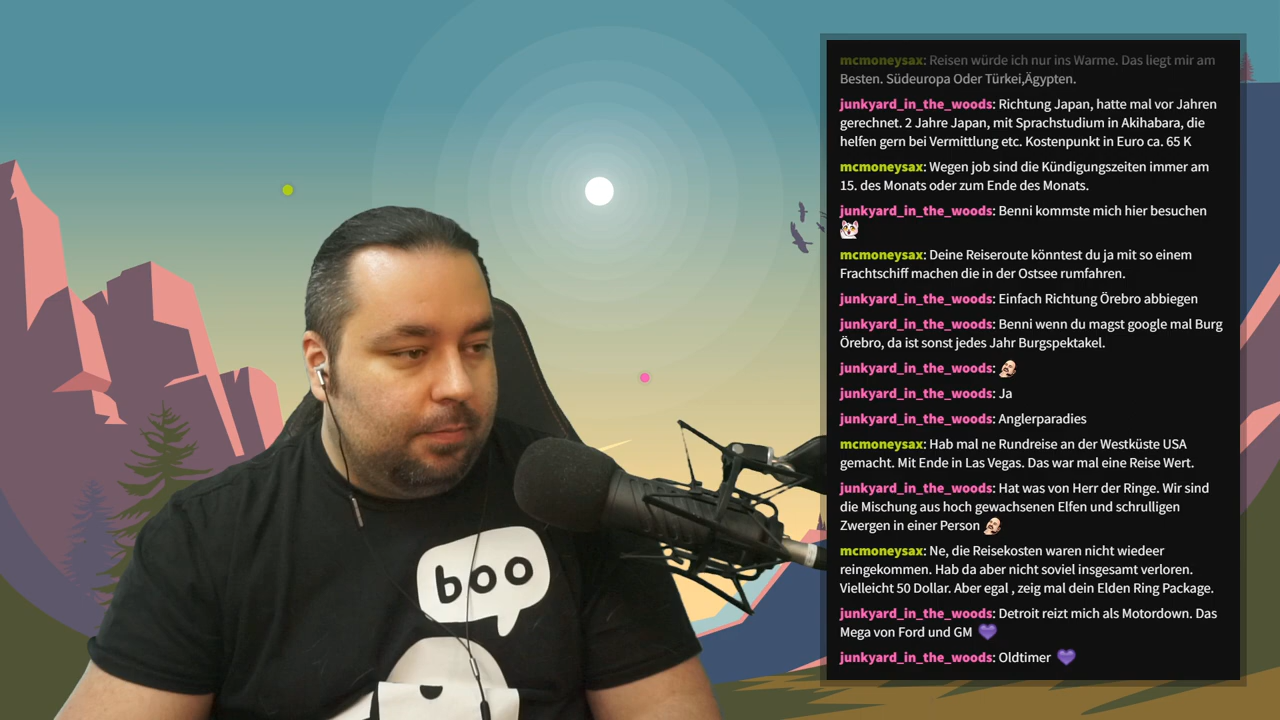 mcmoneysax: Reisen würde ich nur ins Warme. Das liegt mir am
Besten. Südeuropa Oder Türkei,Ägypten.
junkyard_in_the_woods: Richtung Japan, hatte mal vor Jahren
gerechnet. 2 Jahre Japan, mit Sprachstudium in Akihabara, die
helfen gern bei Vermittlung etc. Kostenpunkt in Euro ca. 65 K
mcmoneysax: Wegen job sind die Kündigungszeiten immer am
15. des Monats oder zum Ende des Monats.
junkyard_in_the_woods: Benni kommste mich hier besuchen
mcmoneysax: Deine Reiseroute könntest du ja mit so einem
Frachtschiff machen die in der Ostsee rumfahren.
junkyard_in_the_woods: Einfach Richtung Örebro abbiegen
junkyard_in_the_woods: Benni wenn du magst google mal Burg
Örebro, da ist sonst jedes Jahr Burgspektakel.
junkyard_in_the_woods:
junkyard_in_the_woods: Ja
junkyard_in_the_woods: Anglerparadies
mcmoneysax: Hab mal ne Rundreise an der Westküste USA
gemacht. Mit Ende in Las Vegas. Das war mal eine Reise Wert.
junkyard_in_the_woods: Hat was von Herr der Ringe. Wir sind
die Mischung aus hoch gewachsenen Elfen und schrulligen
Zwergen in einer Person
mcmoneysax: Ne, die Reisekosten waren nicht wiedeer
reingekommen. Hab da aber nicht soviel insgesamt verloren.
Vielleicht 50 Dollar. Aber egal , zeig mal dein Elden Ring Package.
junkyard_in_the_woods: Detroit reizt mich als Motordown. Das
Mega von Ford und GM 💜
junkyard_in_the_woods: Oldtimer 💜
boo